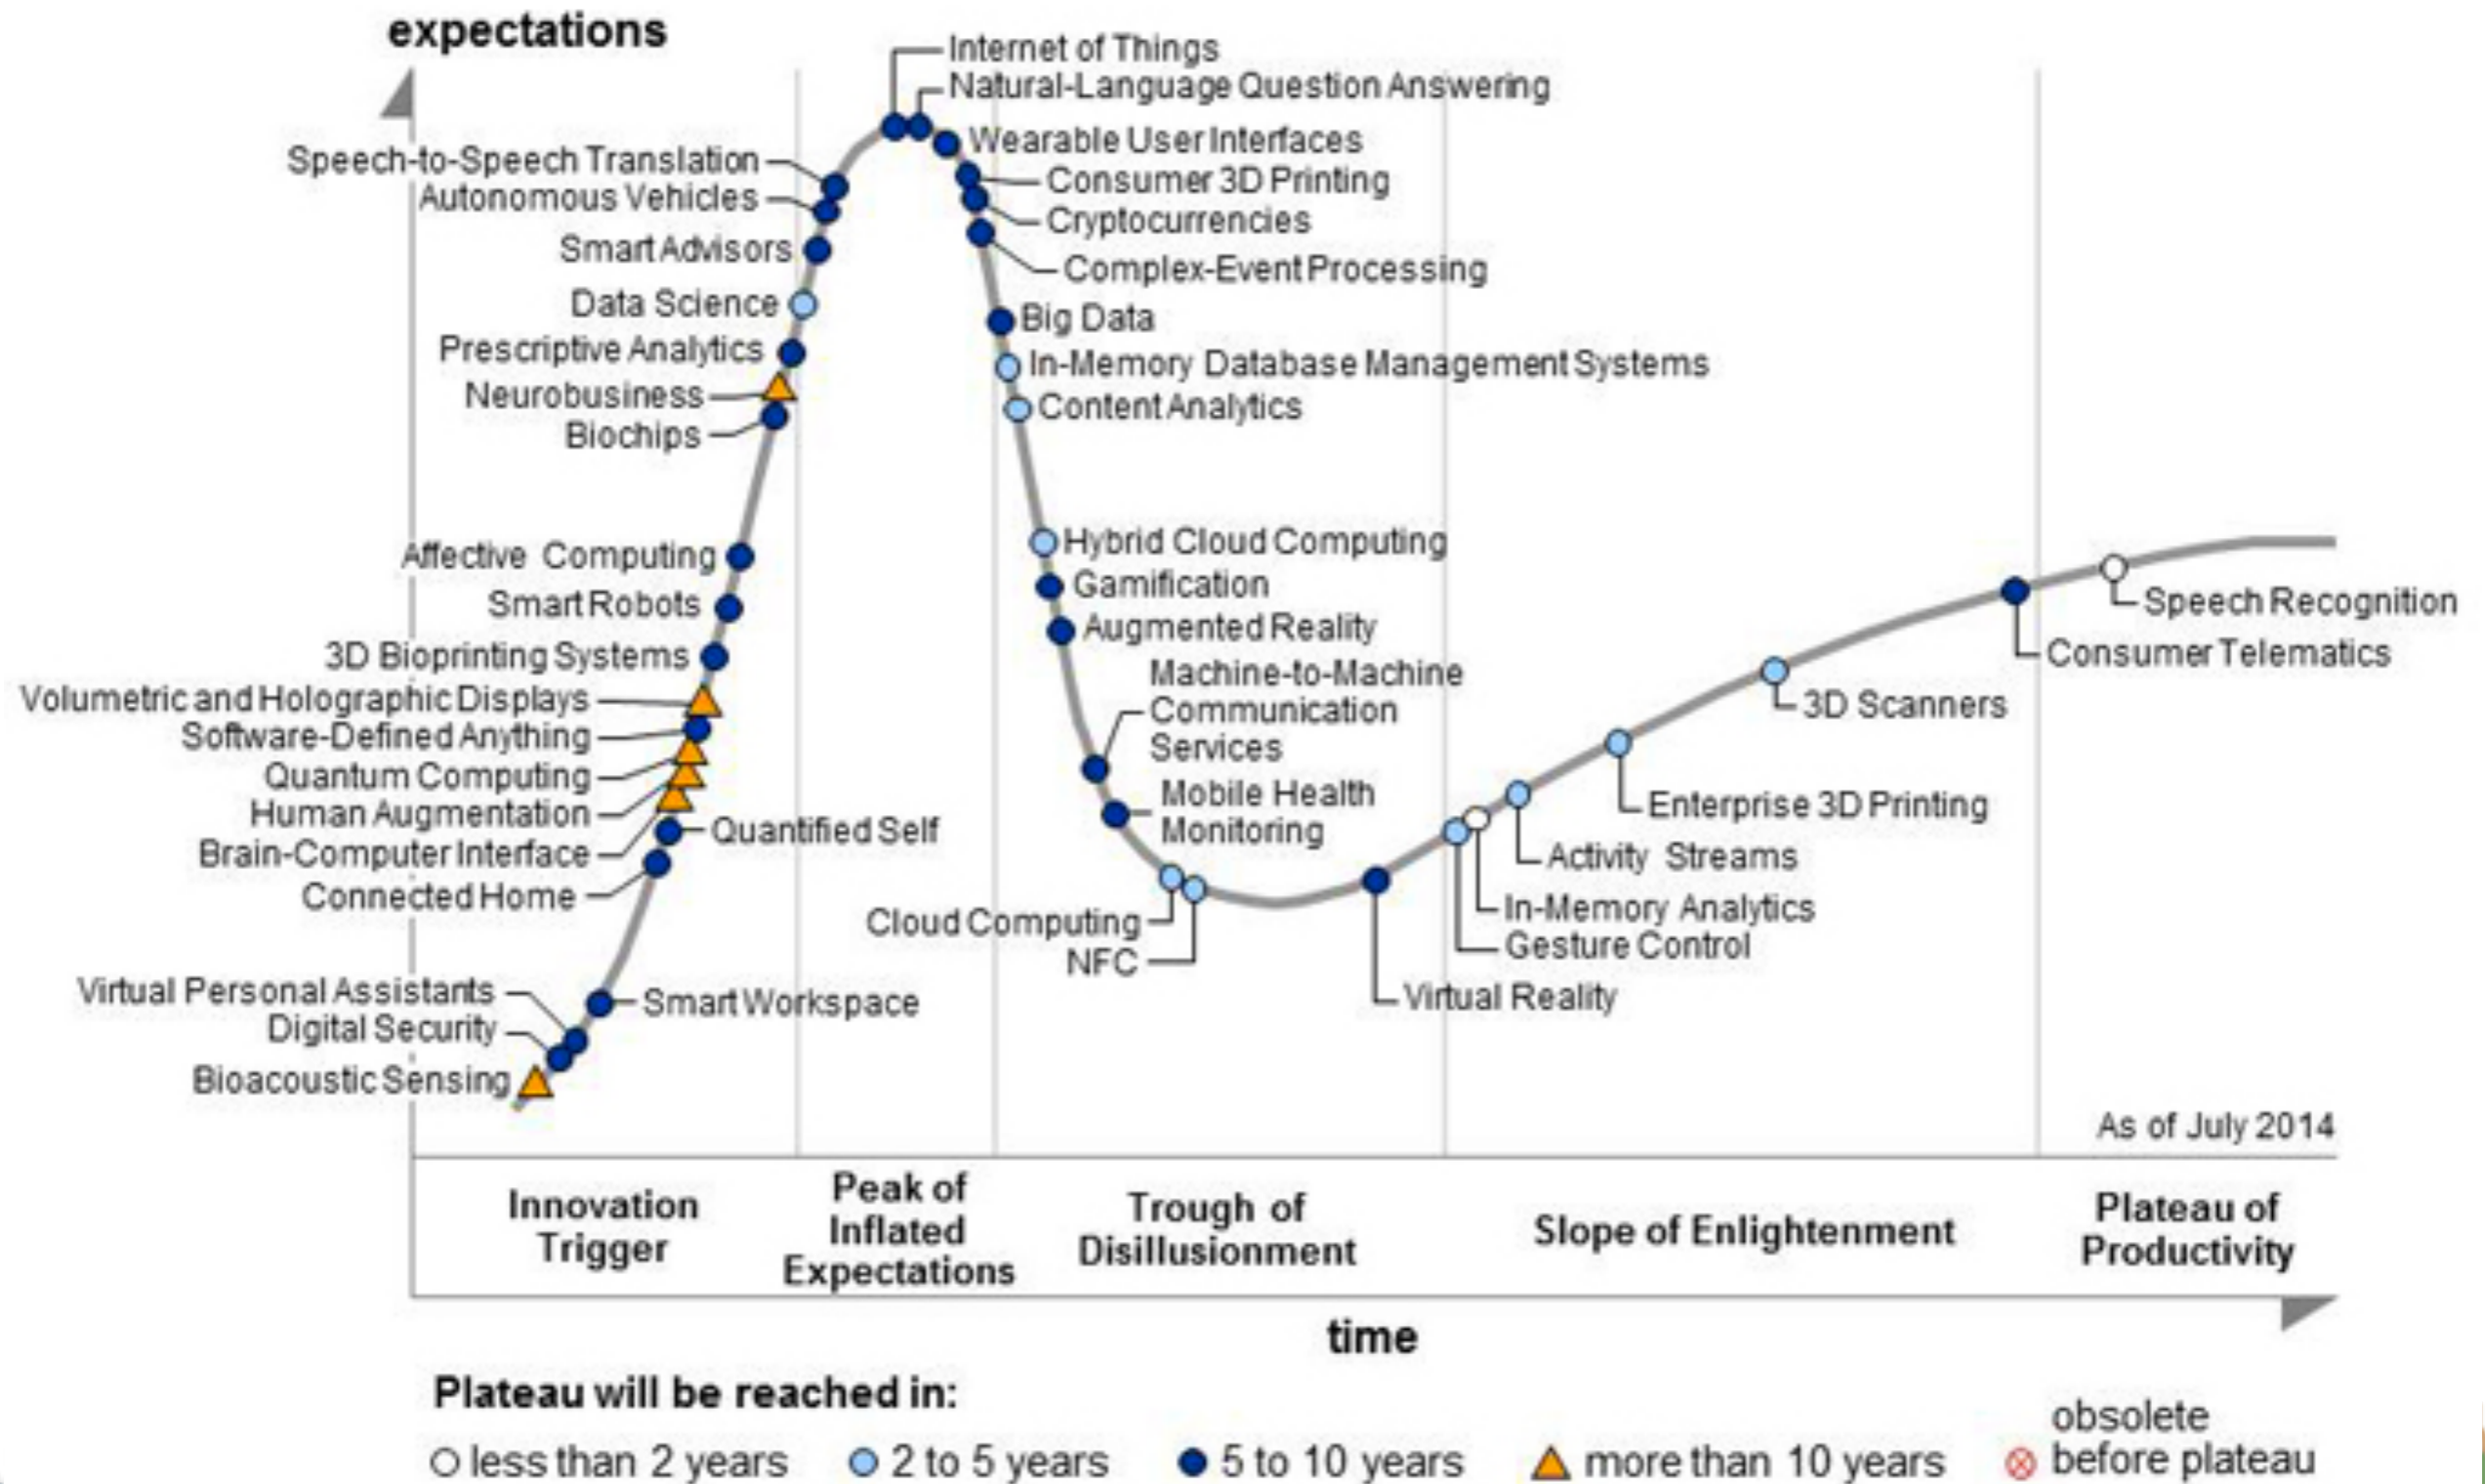 expectations
Internet of Things
Natural-Language Question Answering
Wearable User Interfaces
Speech-to-Speech Translation
Consumer 3D Printing
Autonomous Vehicles
Cryptocurrencies
Smart Advisors
Complex-Event Processing
Data Science
Big Data
Prescriptive Analytics
In-Memory Database Management Systems
Neurobusiness
Content Analytics
Biochips
Hybrid Cloud Computing
Affective Computing
Gamification
Smart Robots
Speech Recognition
Augmented Reality
3D Bioprinting Systems
Consumer Telematics
Machine-to-Machine
Communication
Services
Volumetric and Holographic Displays
3D Scanners
Software-Defined Anything
Quantum Computing
Mobile Health
Monitoring
Human Augmentation
Enterprise 3D Printing
Quantified Self
Brain-Computer Interface
Activity Streams
Connected Home
Cloud Computing
In-Memory Analytics
NFC
Gesture Control
Virtual Personal Assistants
Smart Workspace
Virtual Reality
Digital Security
Bioacoustic Sensing
As of July 2014
Innovation
Trigger
Peak of
Inflated
Expectations
Trough of
Disillusionment
Slope of Enlightenment
Plateau of
Productivity
time
Plateau will be reached in:
less than 2 years
2 to 5 years
5 to 10 years
more than 10 years
obsolete
before plateau